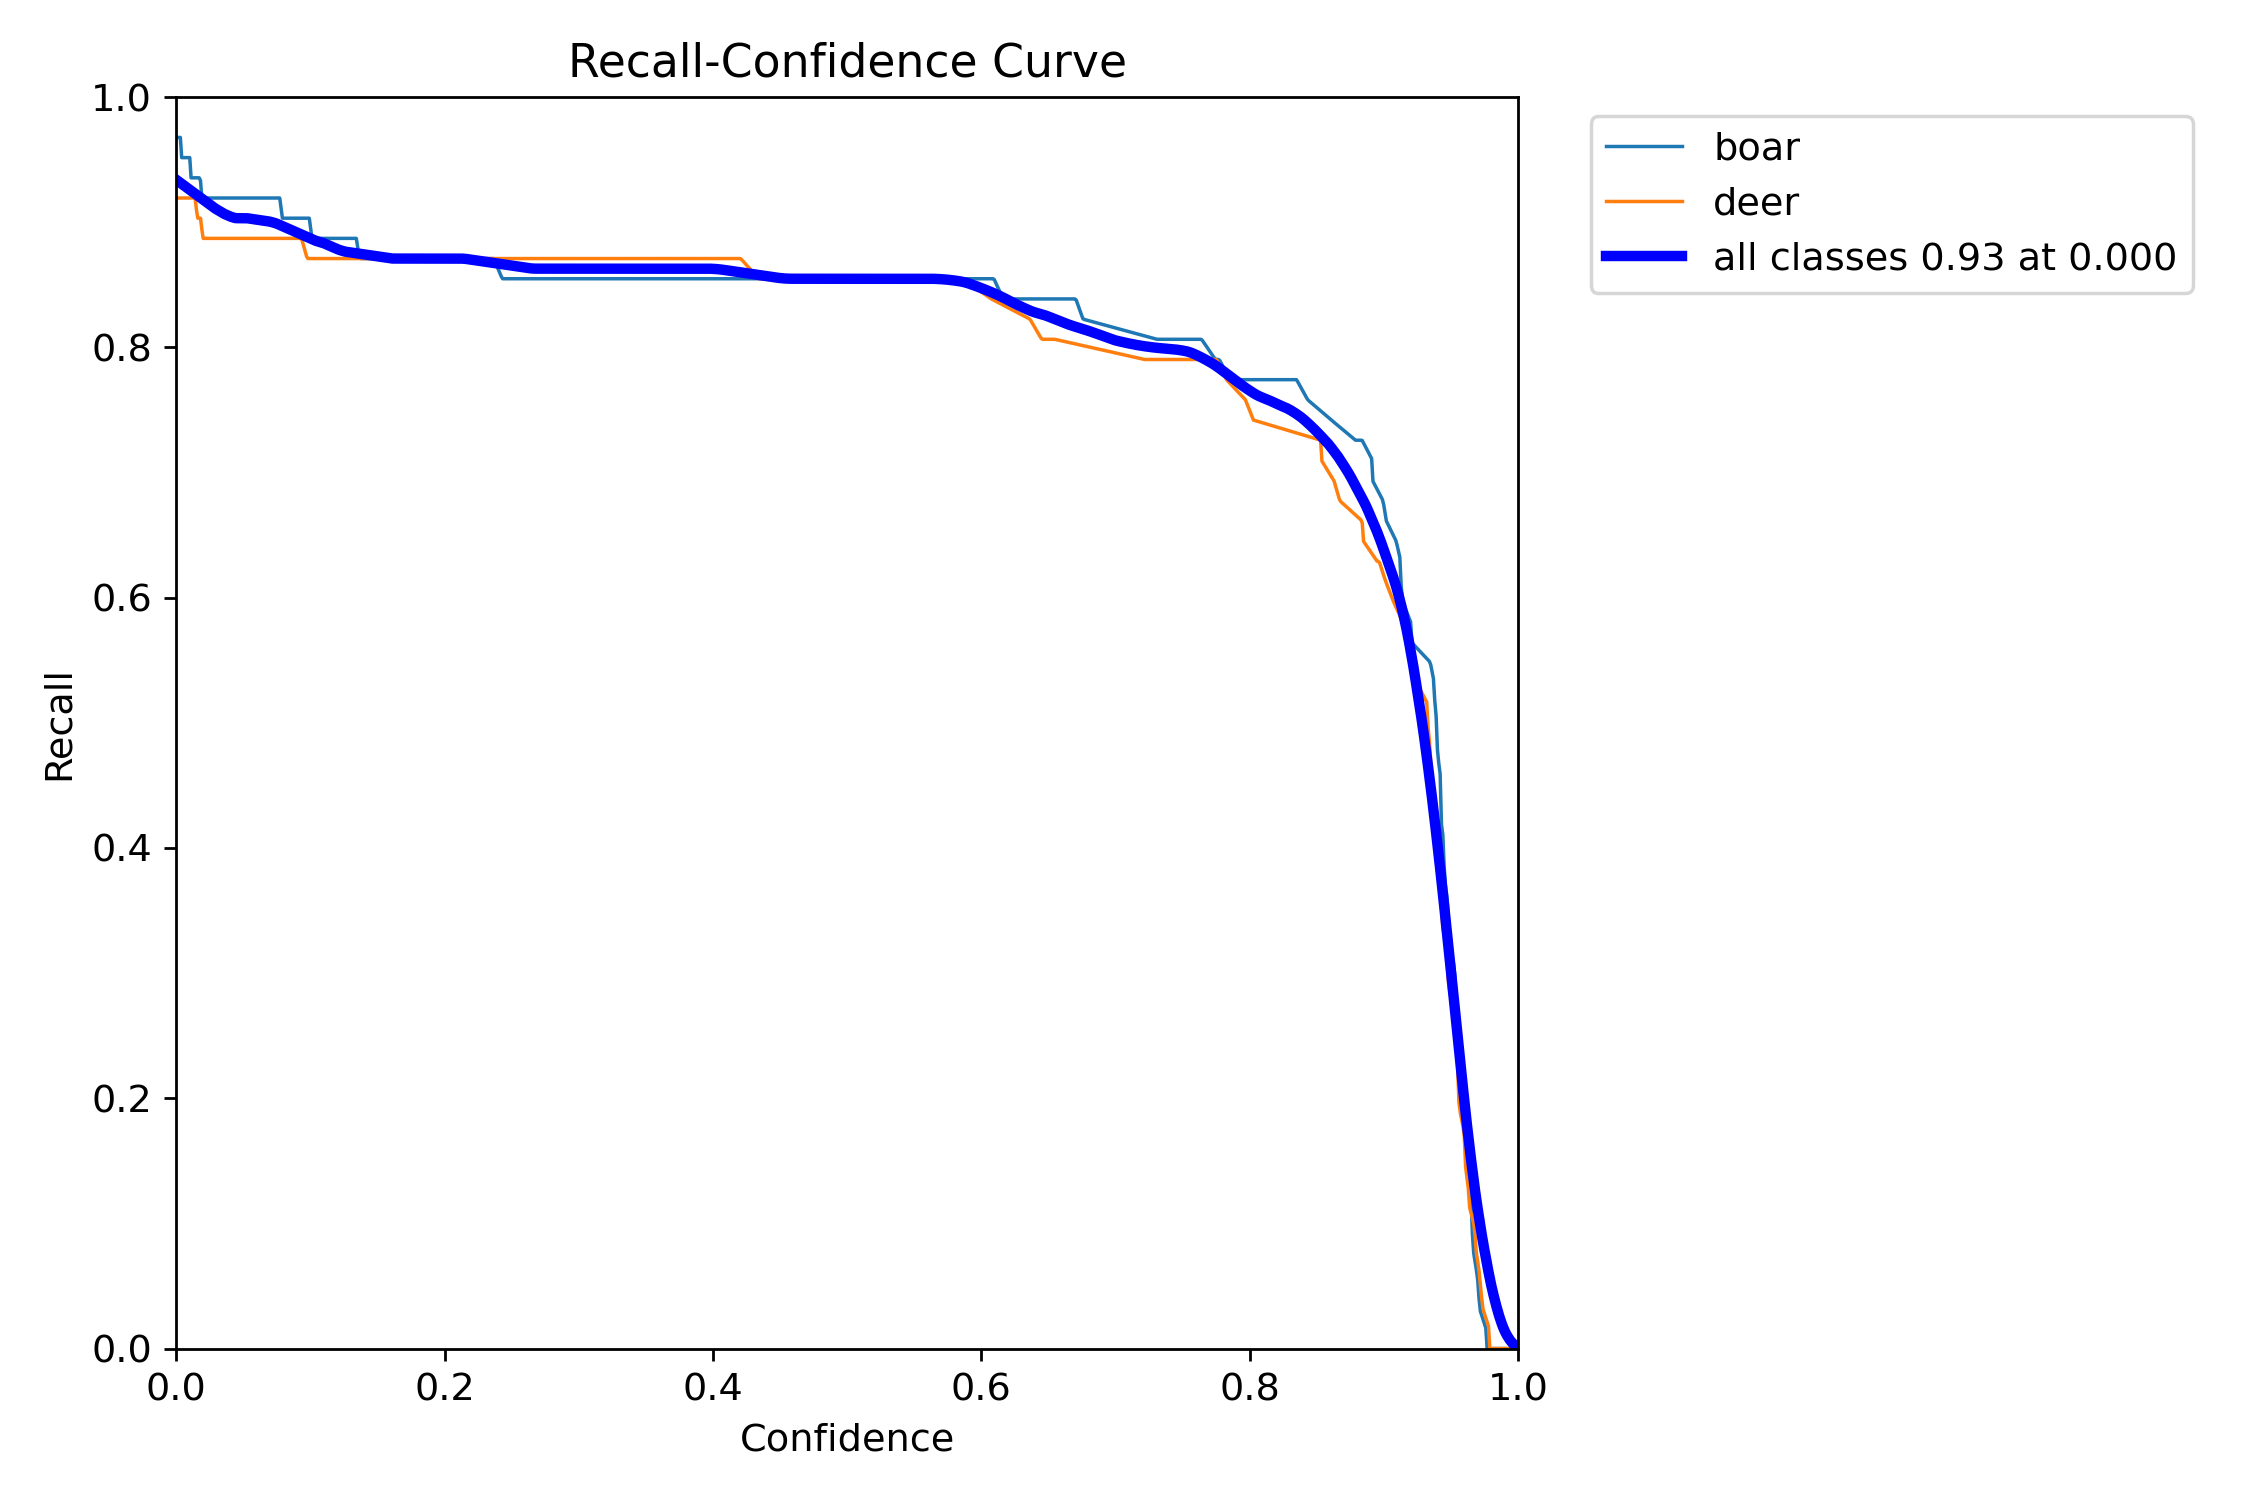 Recall-Confidence Curve
1.0
0.8
0.6
0.4
0.2
0.0
Recall
0.0 0.2 0.4 0.6 0.8 1.0
Confidence
boar
deer
all classes 0.93 at 0.000